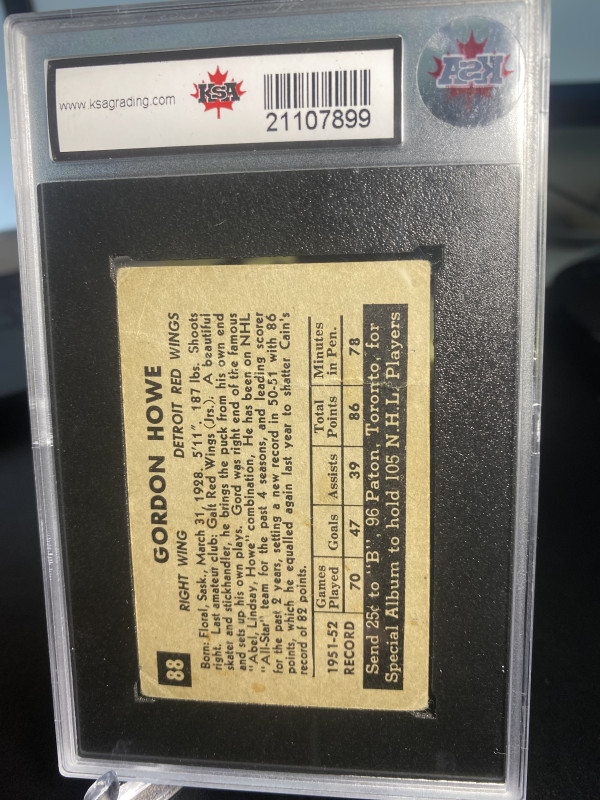 www.ksagrading.com
KSA
21107899
KSA
88
GORDON HOWE
RIGHT WING DETROIT RED WINGS
Born: Floral, Sask., March 31, 1928. 5'11". 187 lbs. Shoots
right. Last amateur club: Galt Red Wings (Jrs.). A beautiful
skater and stickhandler, he brings the puck from his own end
and sets up his own plays. Gord was right end of the famous
"Abel, Lindsay, Howe" combination. He has been on NHL
"All-Star" team for the past 4 seasons, and leading scorer
for the past 2 years, setting a new record in 50-51 with 86
points, which he equalled again last year to shatter Cain's
record of 82 points.
1951-52 RECORD
Games Played Goals Assists Total Points Minutes in Pen.
70 47 39 86 78
Send 25¢ to "B", 96 Paton, Toronto, for
Special Album to hold 105 N.H.L. Players